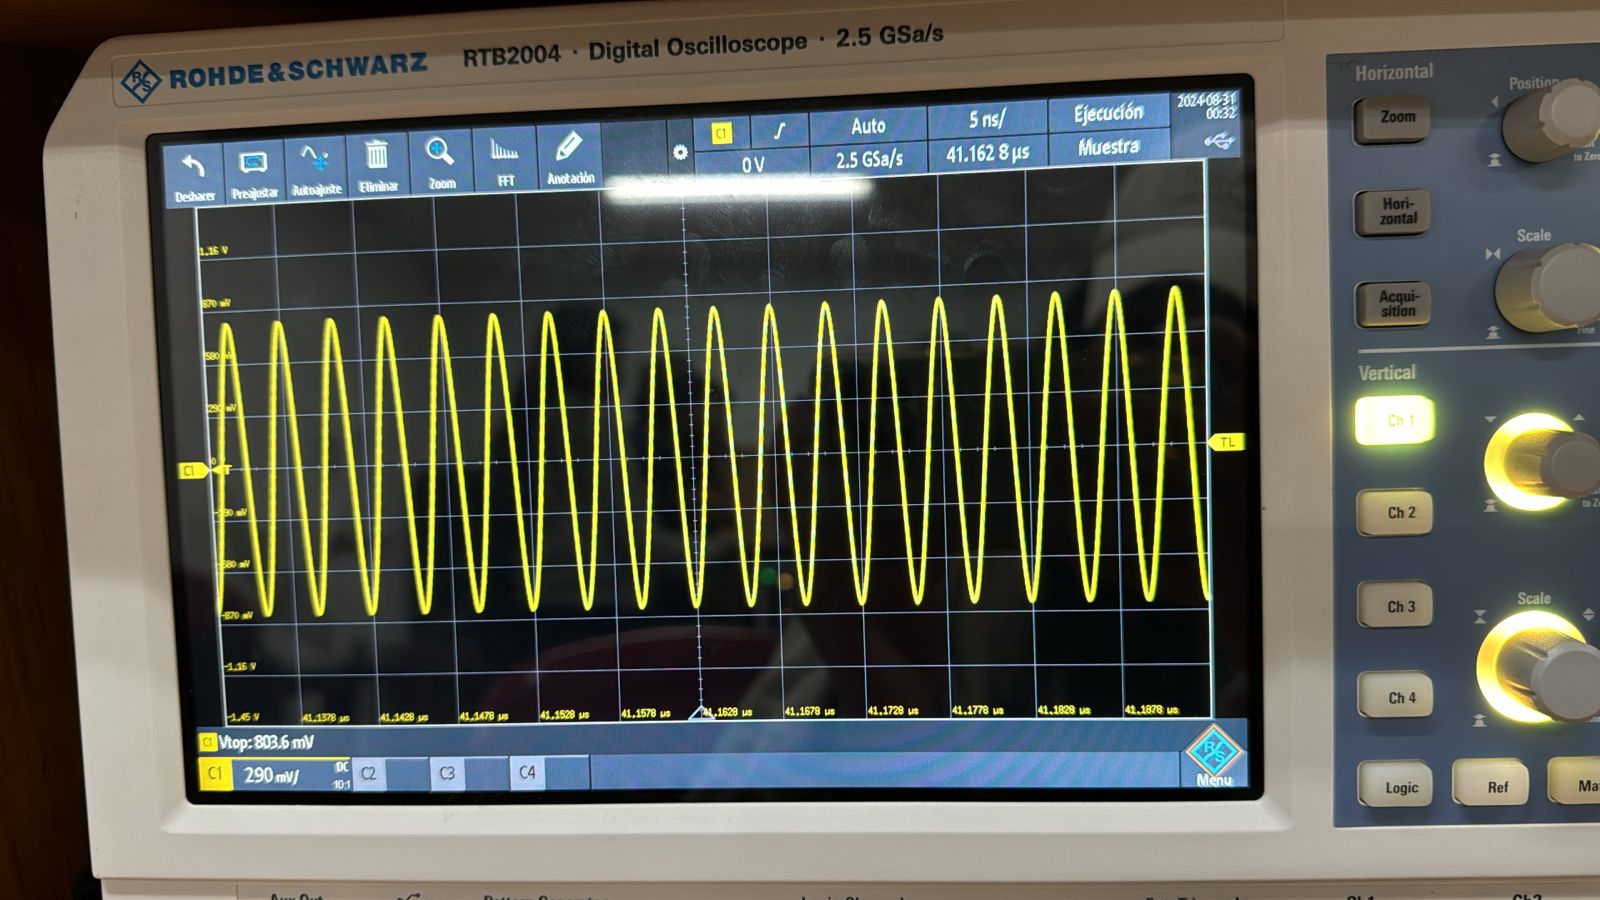 ROHDE&SCHWARZ RTB2004 · Digital Oscilloscope · 2.5 GSa/s
Deshacer Preajustar Autoajuste Eliminar Zoom FFT Anotación
C1 Auto 5 ns/ Ejecución
0 V 2.5 GSa/s 41.162 8 µs Muestra
2024-08-31
00:32
1.16 V
870 mV
580 mV
290 mV
0
C1
T
TL
-290 mV
-580 mV
-870 mV
-1.16 V
-1.45 V
41.1378 µs 41.1428 µs 41.1478 µs 41.1528 µs 41.1578 µs 41.1628 µs 41.1678 µs 41.1728 µs 41.1778 µs 41.1828 µs 41.1878 µs
C1 Vtop: 803.6 mV
C1 290 mV/ DC 10:1 C2 C3 C4
Menu
Horizontal
Position
Zoom
to Zero
Hori-
zontal
Scale
Acqui-
sition
Fine
Vertical
Ch 1
Ch 2
Ch 3
Scale
Ch 4
Logic Ref